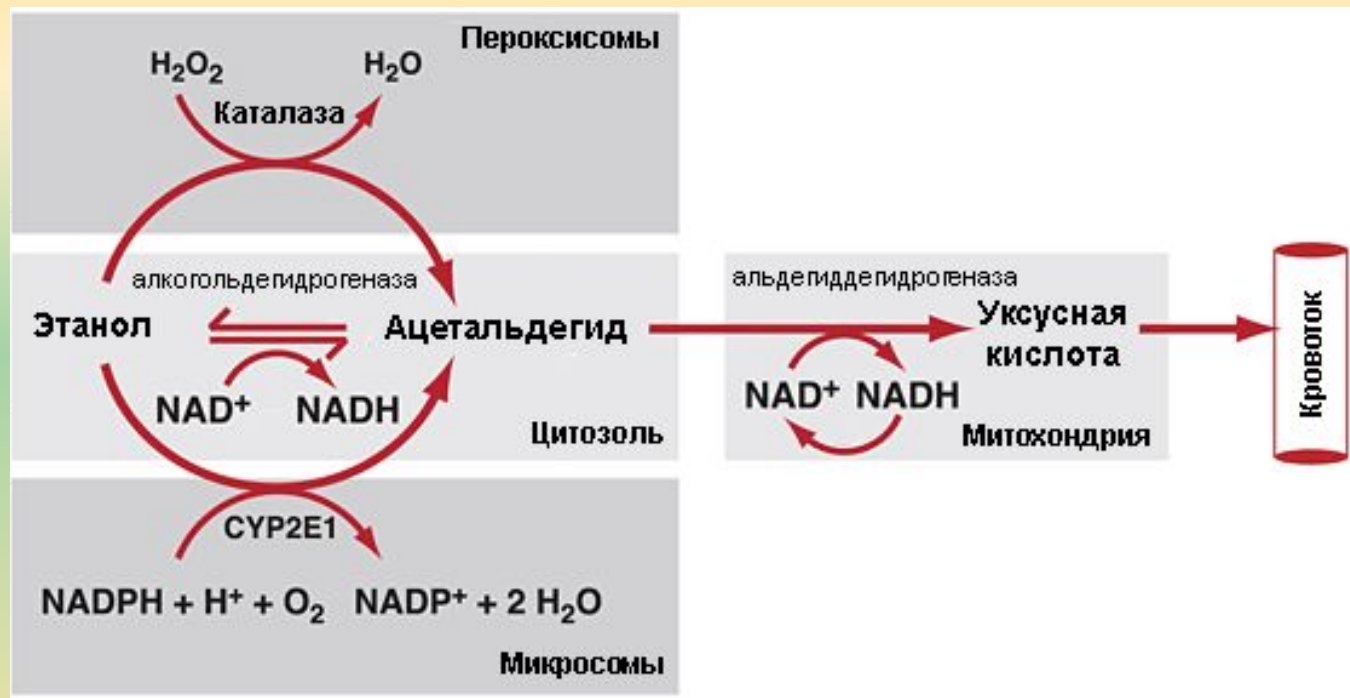 Пероксисомы
H₂O₂ H₂O
Каталаза
алкогольдегидрогеназа
Этанол
Ацетальдегид
NAD⁺ NADH
Цитозоль
альдегиддегидрогеназа
Уксусная
кислота
NAD⁺ NADH
Митохондрия
Кровоток
CYP2E1
NADPH + H⁺ + O₂ NADP⁺ + 2 H₂O
Микросомы